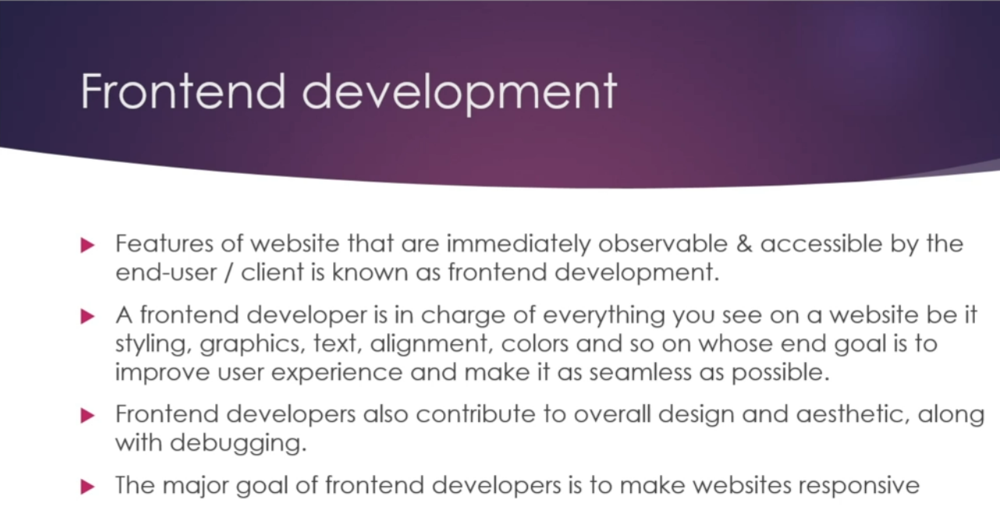 Frontend development
Features of website that are immediately observable & accessible by the
end-user / client is known as frontend development.
A frontend developer is in charge of everything you see on a website be it
styling, graphics, text, alignment, colors and so on whose end goal is to
improve user experience and make it as seamless as possible.
Frontend developers also contribute to overall design and aesthetic, along
with debugging.
The major goal of frontend developers is to make websites responsive